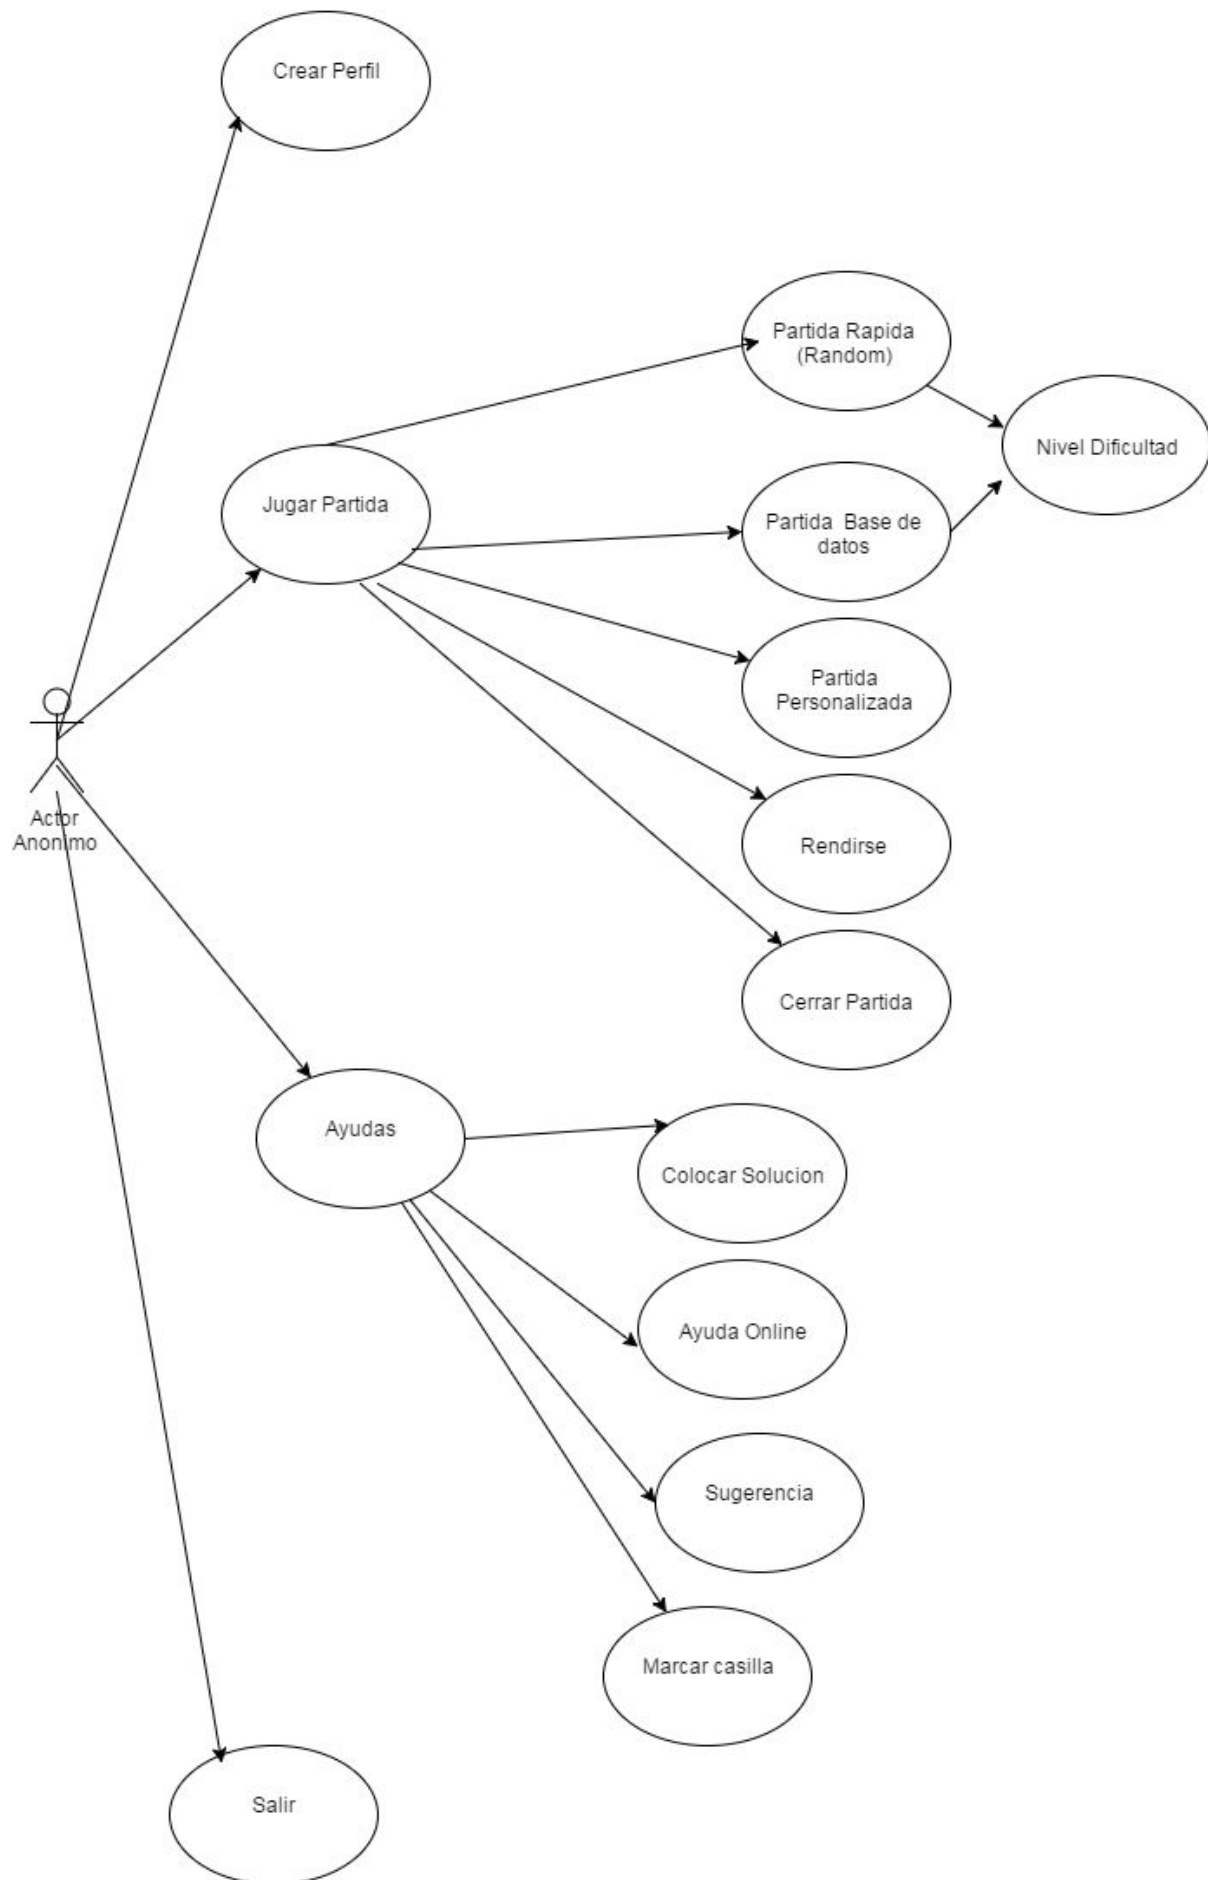 Crear Perfil
Partida Rapida
(Random)
Nivel Dificultad
Jugar Partida
Partida Base de
datos
Partida
Personalizada
Actor
Anonimo
Rendirse
Cerrar Partida
Ayudas
Colocar Solucion
Ayuda Online
Sugerencia
Marcar casilla
Salir